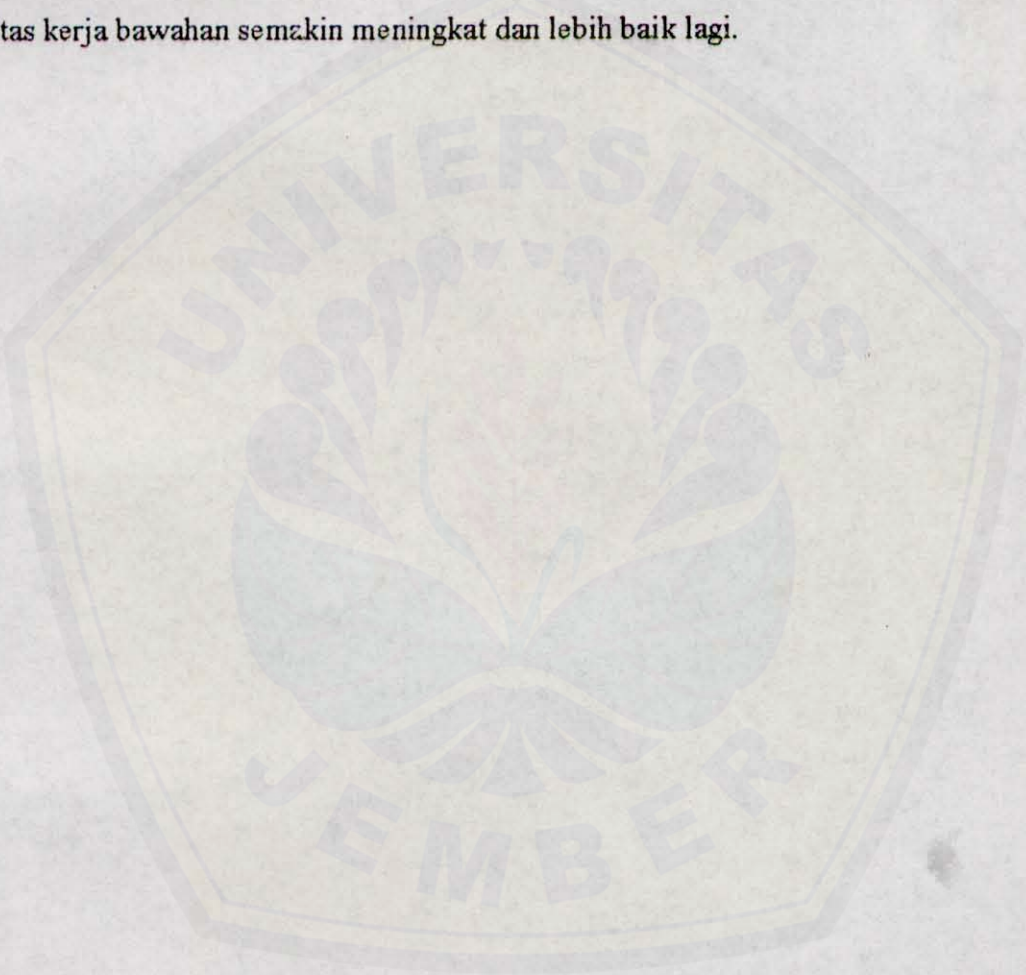 tas kerja bawahan semakin meningkat dan lebih baik lagi.
UNIVERSITAS
JEMBER